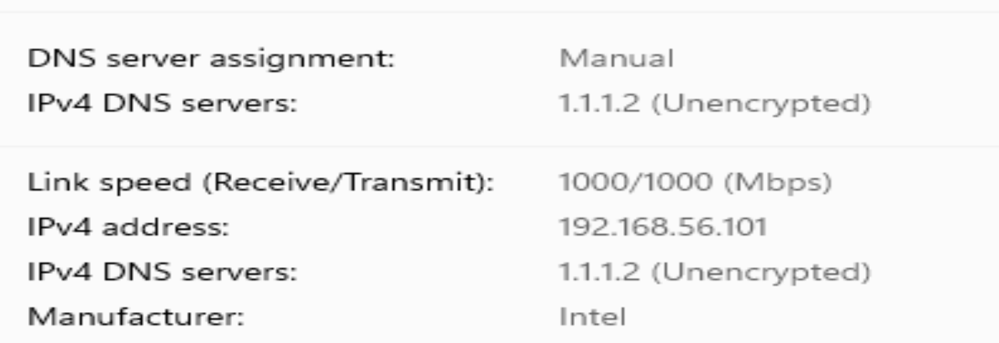 DNS server assignment: Manual
IPv4 DNS servers: 1.1.1.2 (Unencrypted)
Link speed (Receive/Transmit): 1000/1000 (Mbps)
IPv4 address: 192.168.56.101
IPv4 DNS servers: 1.1.1.2 (Unencrypted)
Manufacturer: Intel